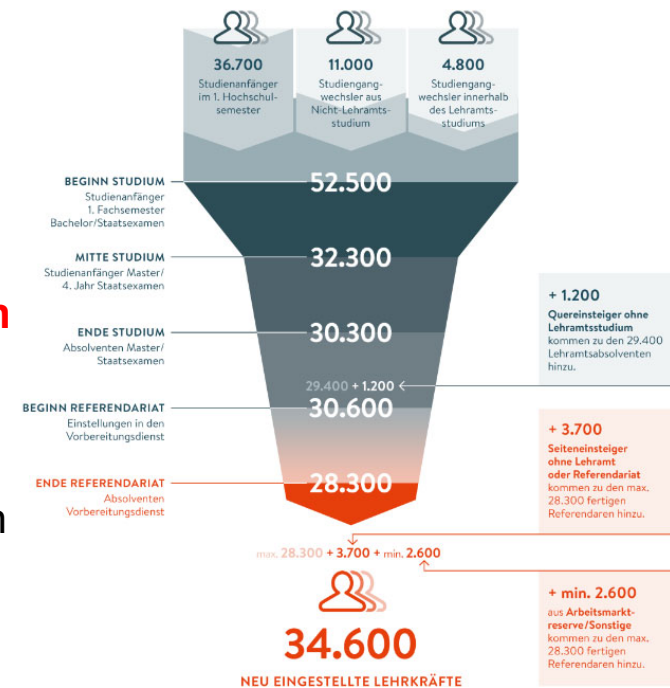 36.700
Studienanfänger
im 1. Hochschul-
semester
11.000
Studiengang-
wechsler aus
Nicht-Lehramts-
studium
4.800
Studiengang-
wechsler innerhalb
des Lehramts-
studiums
BEGINN STUDIUM
Studienanfänger
1. Fachsemester
Bachelor/Staatsexamen
52.500
MITTE STUDIUM
Studienanfänger Master/
4. Jahr Staatsexamen
32.300
n
ENDE STUDIUM
Absolventen Master/
Staatsexamen
30.300
29.400 + 1.200
+ 1.200
Quereinsteiger ohne
Lehramtsstudium
kommen zu den 29.400
Lehramtsabsolventen
hinzu.
BEGINN REFERENDARIAT
Einstellungen in den
Vorbereitungsdienst
30.600
+ 3.700
Seiteneinsteiger
ohne Lehramt
oder Referendariat
kommen zu den max.
28.300 fertigen
Referendaren hinzu.
ENDE REFERENDARIAT
Absolventen
Vorbereitungsdienst
28.300
n
max. 28.300 + 3.700 + min. 2.600
+ min. 2.600
aus Arbeitsmarkt-
reserve/Sonstige
kommen zu den max.
28.300 fertigen
Referendaren hinzu.
34.600
NEU EINGESTELLTE LEHRKRÄFTE